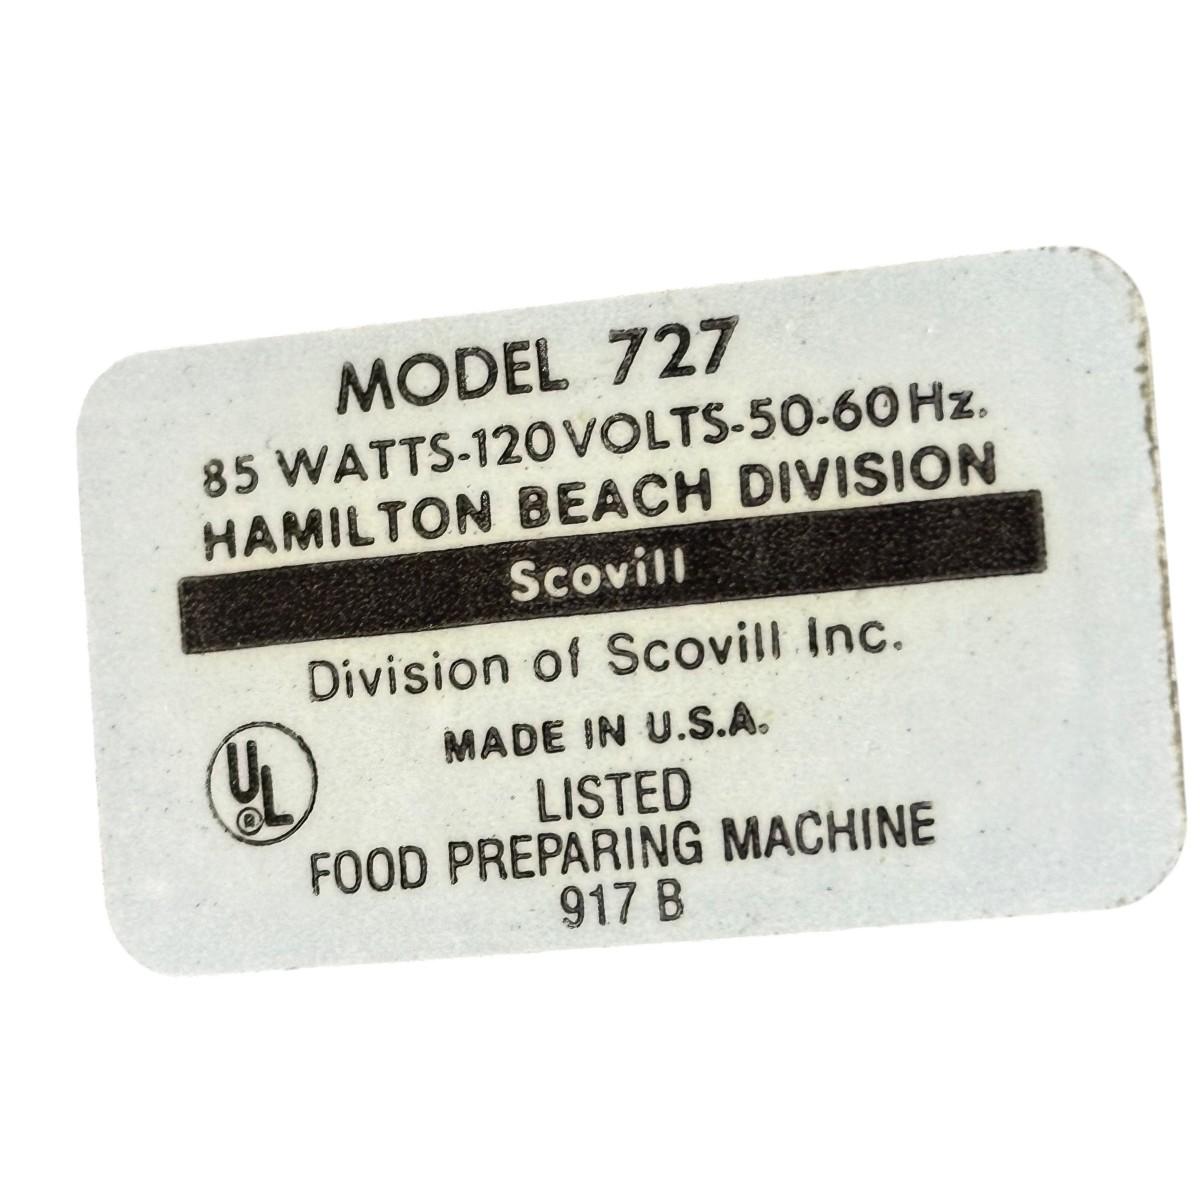 MODEL 727
85 WATTS-120 VOLTS-50-60 Hz.
HAMILTON BEACH DIVISION
Scovill
Division of Scovill Inc.
MADE IN U.S.A.
UL ®
LISTED
FOOD PREPARING MACHINE
917 B